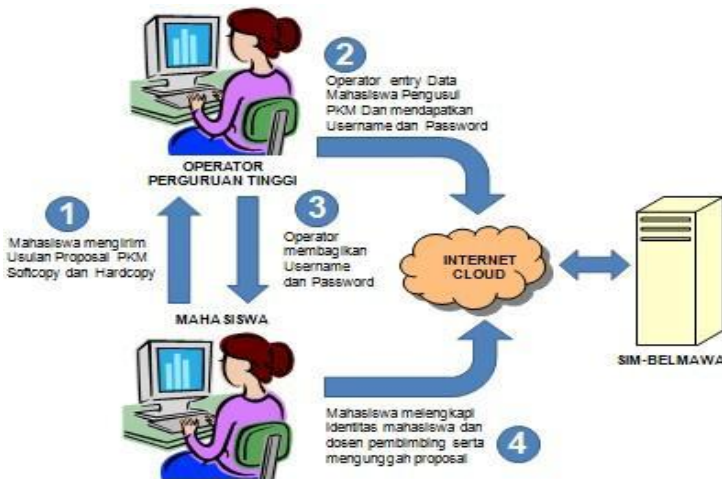 2
Operator entry Data
Mahasiswa Pengusul
PKM Dan mendapatkan
Username dan Password
OPERATOR
PERGURUAN TINGGI
1
Mahasiswa mengirim
Usulan Proposal PKM
Softcopy dan Hardcopy
3
Operator
membagikan
Username
dan Password
INTERNET
CLOUD
SIM-BELMAWA
MAHASISWA
Mahasiswa melengkapi
identitas mahasiswa dan
dosen pembimbing serta
mengunggah proposal
4